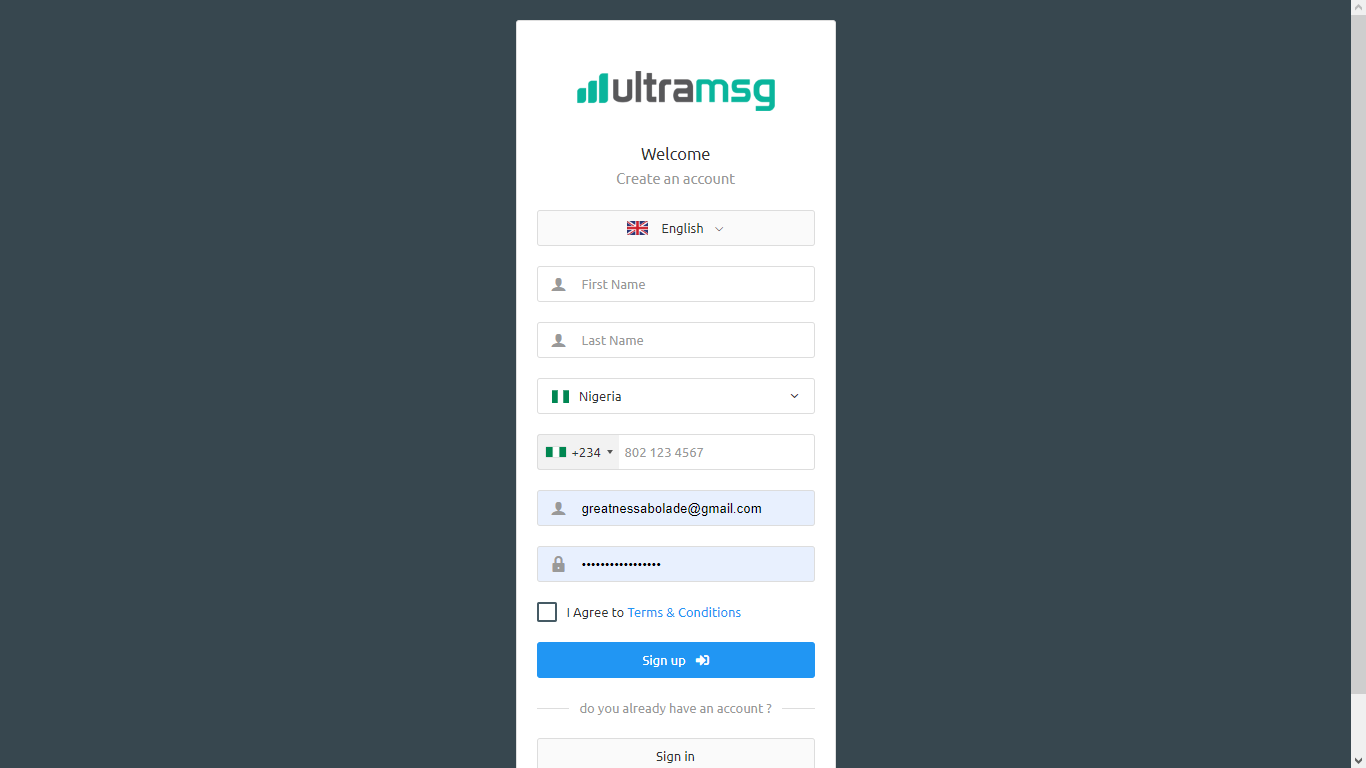 ultramsg
Welcome
Create an account
English
First Name
Last Name
Nigeria
+234 802 123 4567
greatnessabolade@gmail.com
•••••••••••••••••
I Agree to Terms & Conditions
Sign up
do you already have an account ?
Sign in